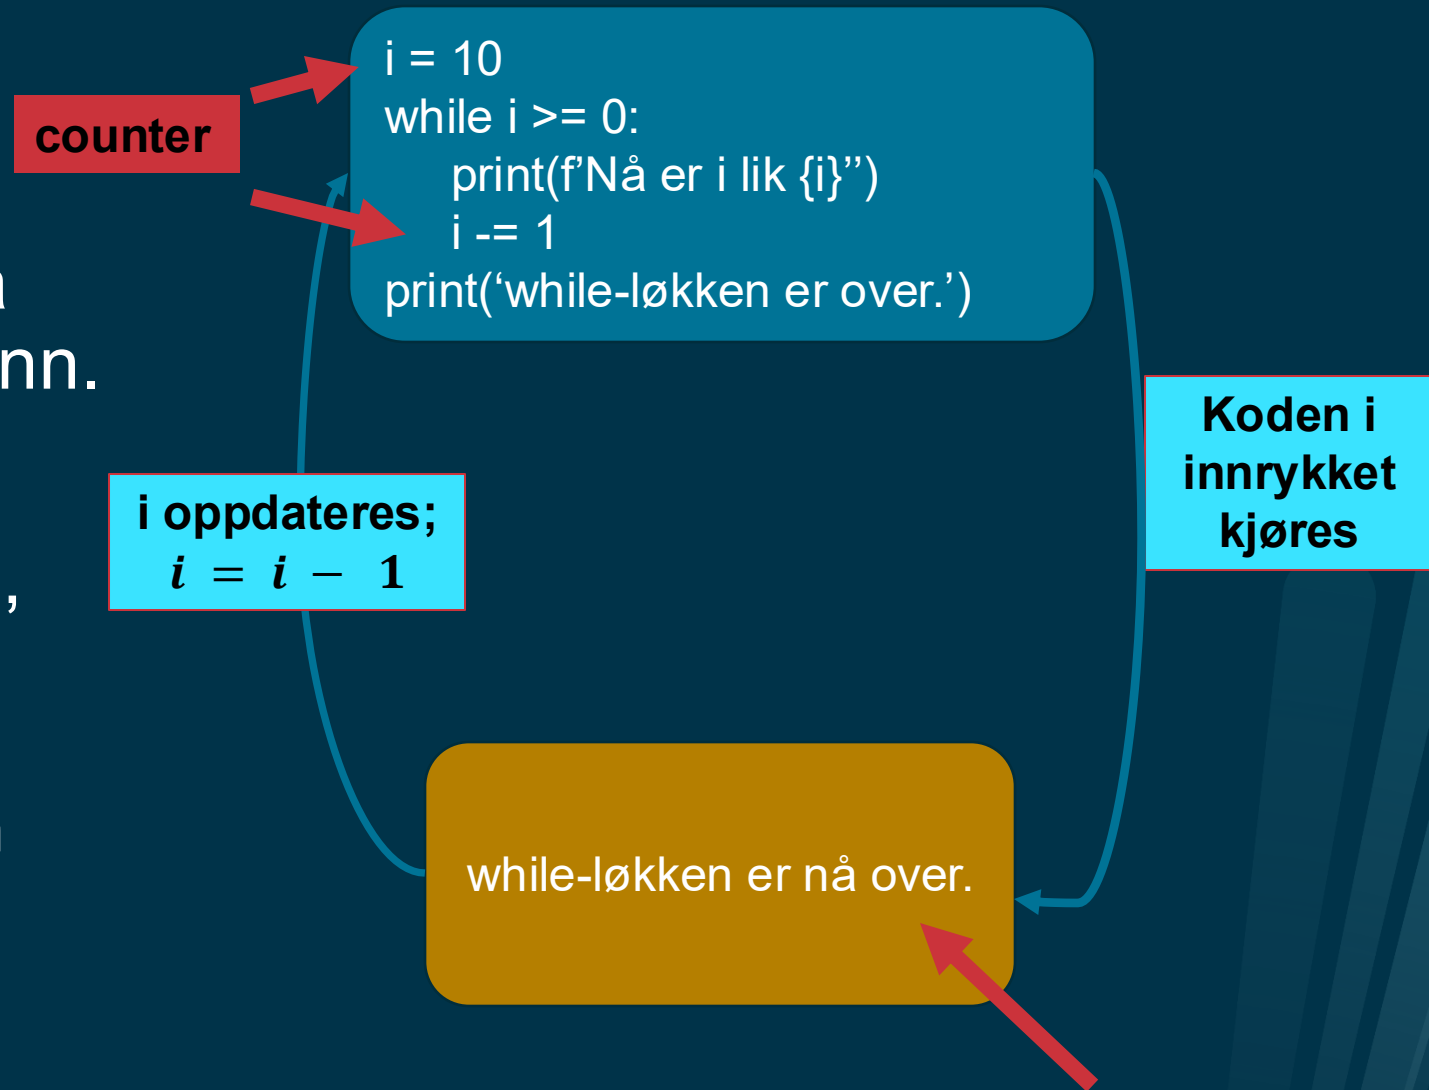 i = 10
while i >= 0:
print(f’Nå er i lik {i}’’)
i -= 1
print(‘while-løkken er over.’)
counter
nn.
i oppdateres;
i = i − 1
,
Koden i
innrykket
kjøres
while-løkken er nå over.